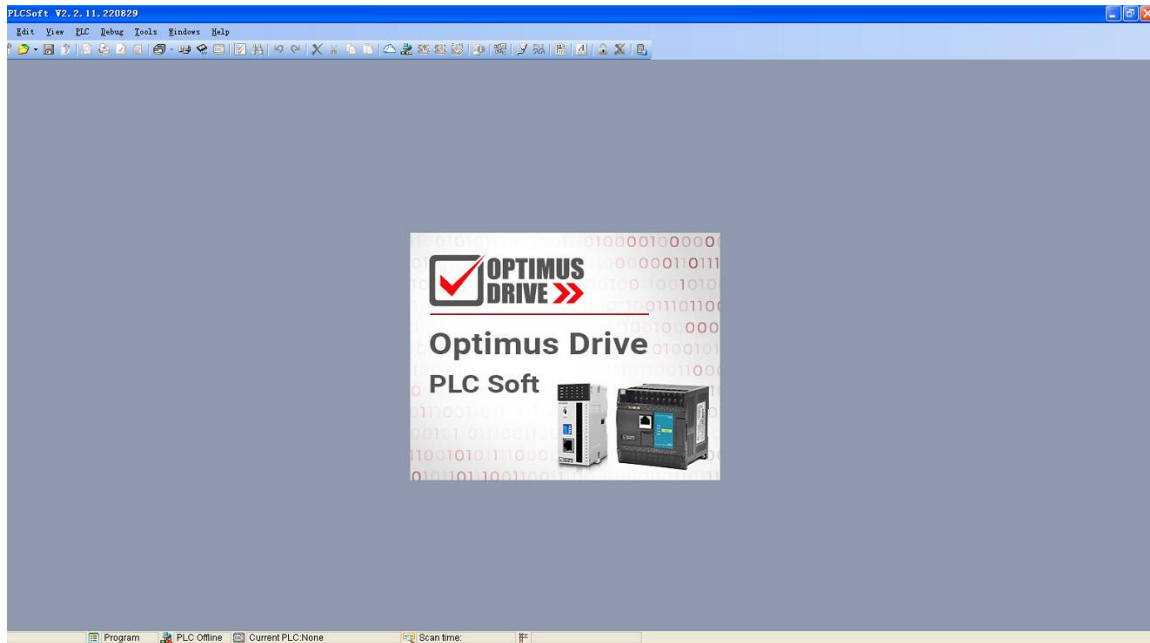 PLCSoft V2.2.11.220829
Edit View PLC Debug Tools Windows Help
OPTIMUS
DRIVE
Optimus Drive
PLC Soft
Program PLC Offline Current PLC:None Scan time: